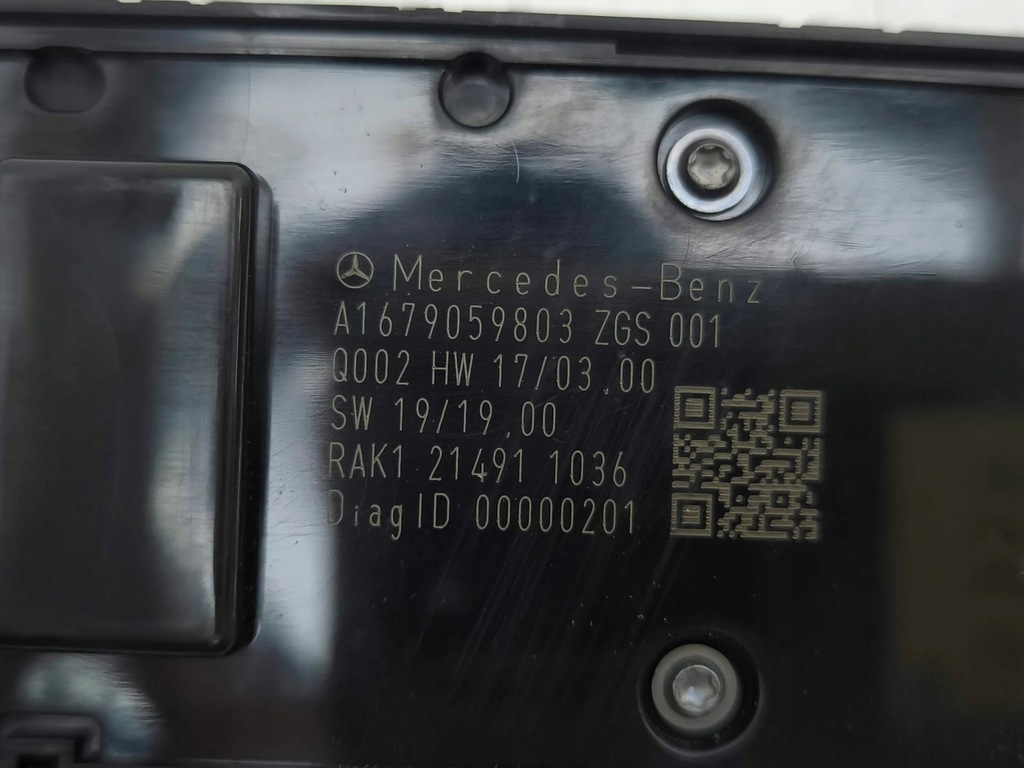 Mercedes-Benz
A1679059803 ZGS 001
Q002 HW 17/03.00
SW 19/19.00
RAK1 21491 1036
DiagID 00000201